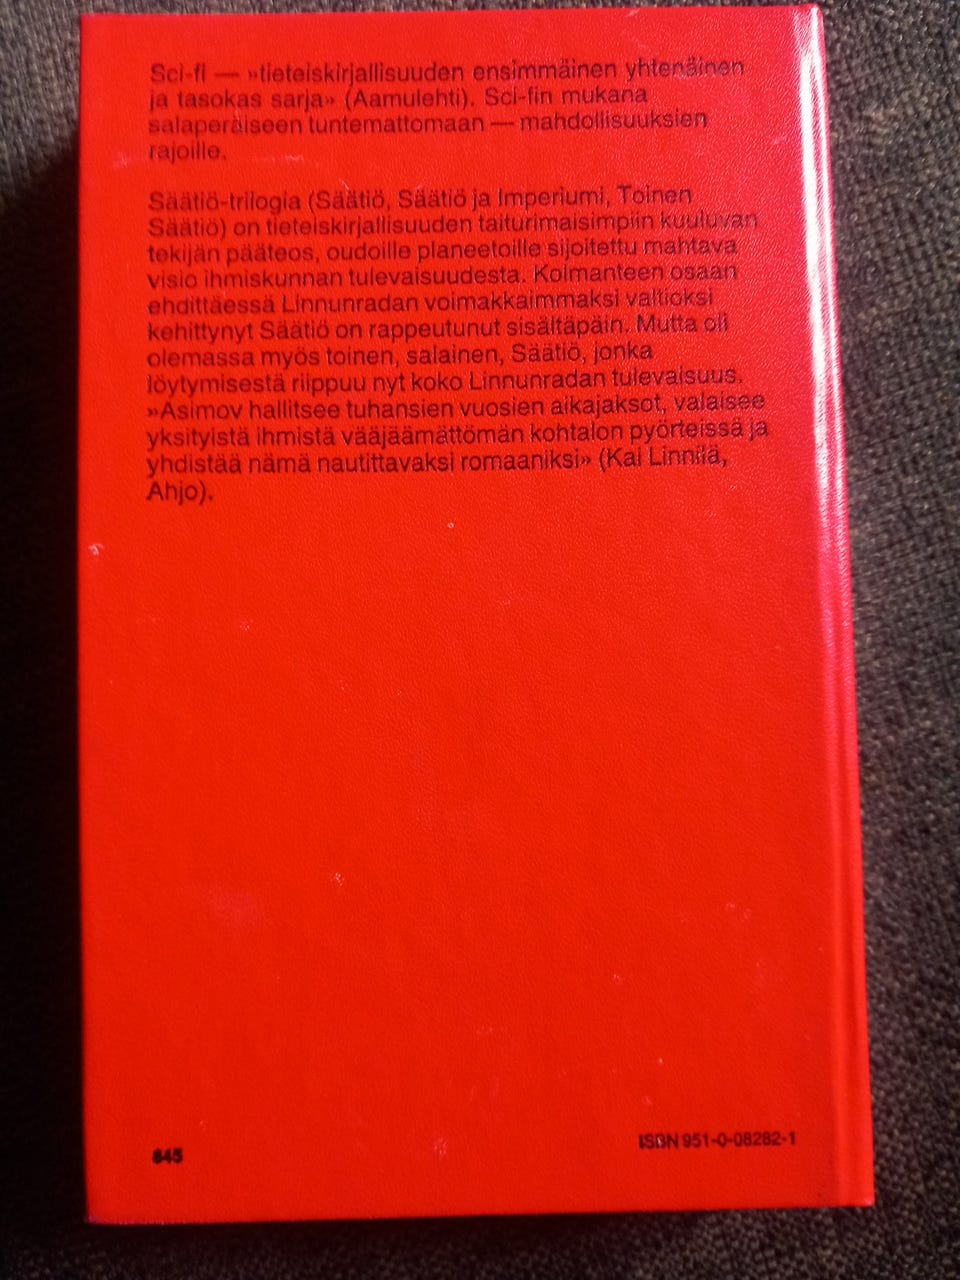 Sci-fi — »tieteiskirjallisuuden ensimmäinen yhtenäinen
ja tasokas sarja» (Aamulehti). Sci-fin mukana
salaperäiseen tuntemattomaan — mahdollisuuksien
rajoille.
Säätiö-trilogia (Säätiö, Säätiö ja Imperiumi, Toinen
Säätiö) on tieteiskirjallisuuden taiturimaisimpiin kuuluvan
tekijän pääteos, oudoille planeetoille sijoitettu mahtava
visio ihmiskunnan tulevaisuudesta. Kolmanteen osaan
ehdittäessä Linnunradan voimakkaimmaksi valtioksi
kehittynyt Säätiö on rappeutunut sisältäpäin. Mutta oli
olemassa myös toinen, salainen, Säätiö, jonka
löytymisestä riippuu nyt koko Linnunradan tulevaisuus.
»Asimov hallitsee tuhansien vuosien aikajaksot, valaisee
yksityistä ihmistä vääjäämättömän kohtalon pyörteissä ja
yhdistää nämä nautittavaksi romaaniksi» (Kai Linnilä,
Ahjo).
845
ISBN 951-0-08282-1